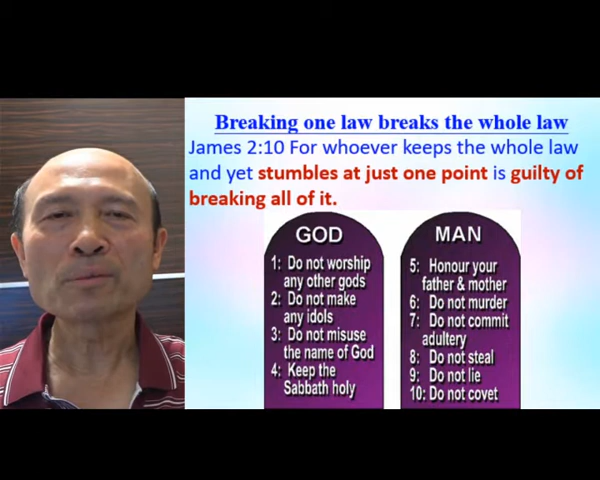 Breaking one law breaks the whole law
James 2:10 For whoever keeps the whole law
and yet stumbles at just one point is guilty of
breaking all of it.
GOD
1: Do not worship
any other gods
2: Do not make
any idols
3: Do not misuse
the name of God
4: Keep the
Sabbath holy
MAN
5: Honour your
father & mother
6: Do not murder
7: Do not commit
adultery
8: Do not steal
9: Do not lie
10: Do not covet